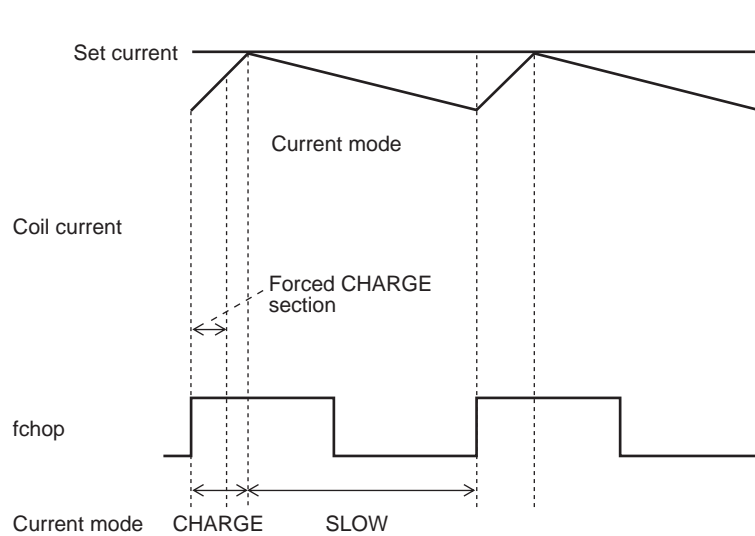 Set current
Current mode
Coil current
Forced CHARGE
section
fchop
Current mode CHARGE SLOW